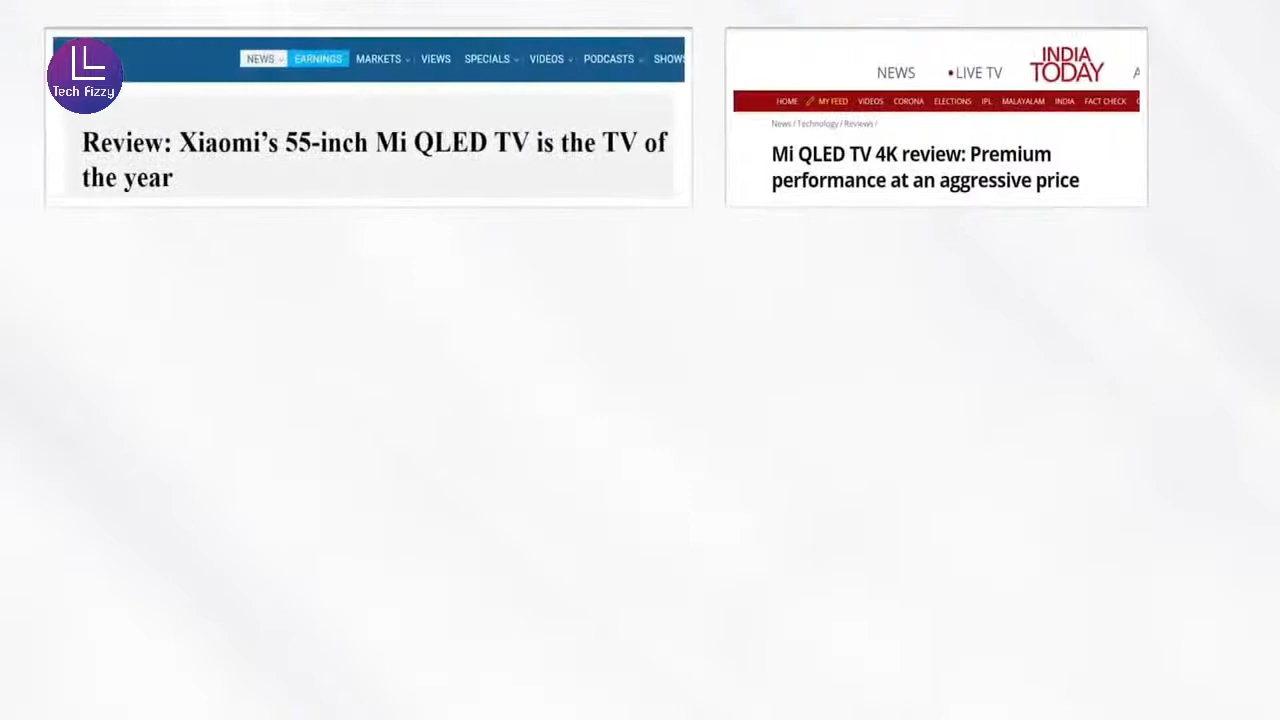 Tech Fizzy
NEWS EARNINGS MARKETS VIEWS SPECIALS VIDEOS PODCASTS SHOWS
Review: Xiaomi’s 55-inch Mi QLED TV is the TV of
the year
NEWS •LIVE TV INDIA TODAY A
HOME MY FEED VIDEOS CORONA ELECTIONS IPL MALAYALAM INDIA FACT CHECK
News / Technology / Reviews /
Mi QLED TV 4K review: Premium
performance at an aggressive price